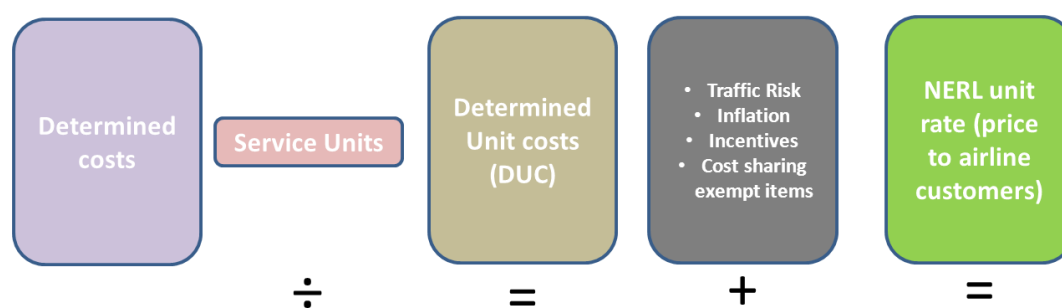 Determined
costs
Service Units
Determined
Unit costs
(DUC)
• Traffic Risk
• Inflation
• Incentives
• Cost sharing
exempt items
NERL unit
rate (price
to airline
customers)
÷
=
+
=